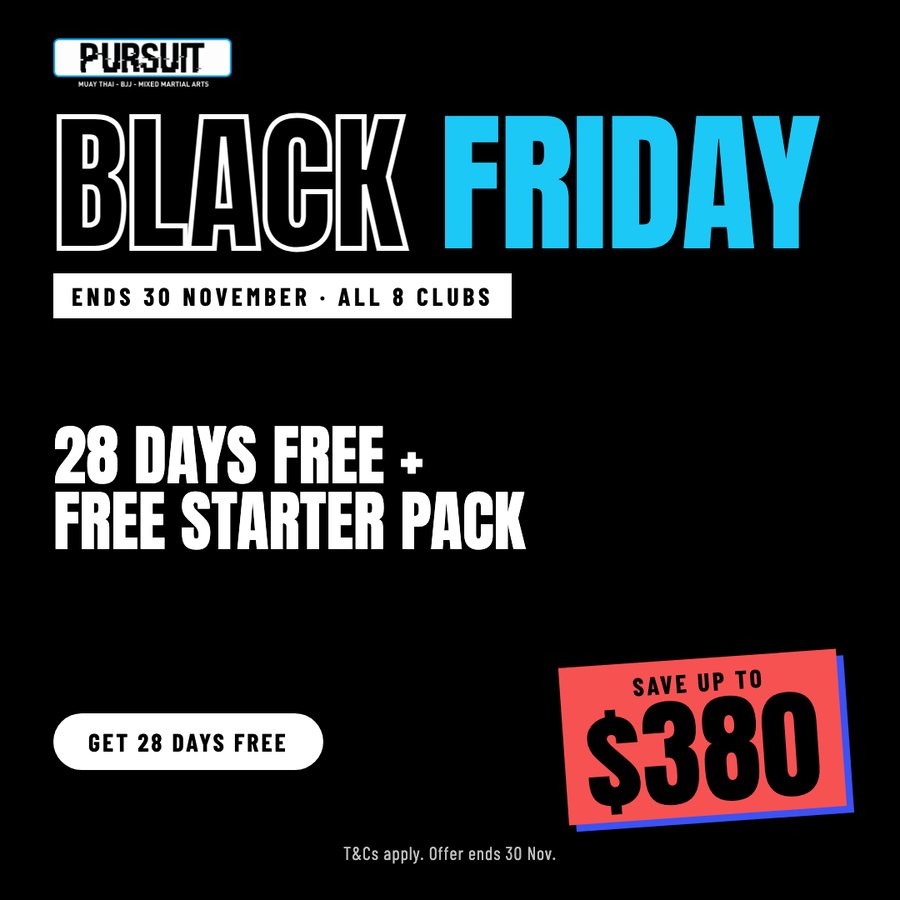 PURSUIT
MUAY THAI - BJJ - MIXED MARTIAL ARTS
BLACK FRIDAY
ENDS 30 NOVEMBER · ALL 8 CLUBS
28 DAYS FREE +
FREE STARTER PACK
SAVE UP TO
$380
GET 28 DAYS FREE
T&Cs apply. Offer ends 30 Nov.